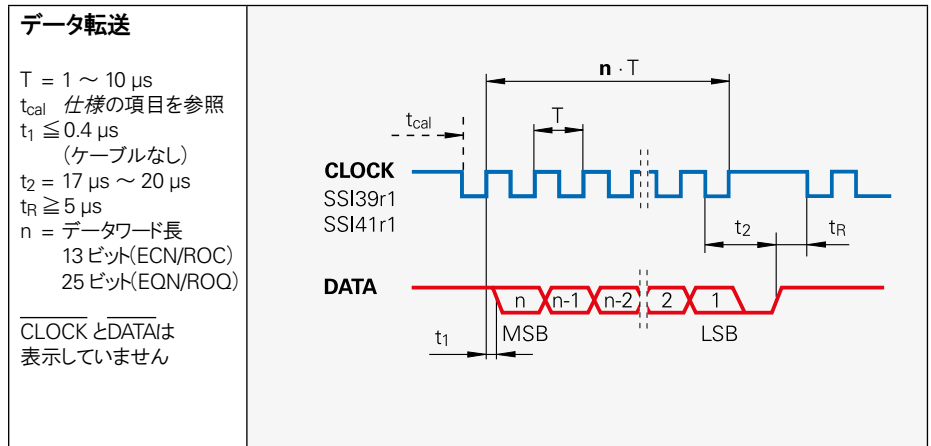 データ転送
T = 1 ～ 10 µs
tcal 仕様の項目を参照
t1 ≦ 0.4 µs
(ケーブルなし)
t2 = 17 µs ～ 20 µs
tR ≧ 5 µs
n = データワード長
13 ビット(ECN/ROC)
25 ビット(EQN/ROQ)
CLOCK とDATAは
表示していません
n · T
tcal
T
CLOCK
SSI39r1
SSI41r1
t2
tR
DATA
n
n-1
n-2
2
1
t1
MSB
LSB